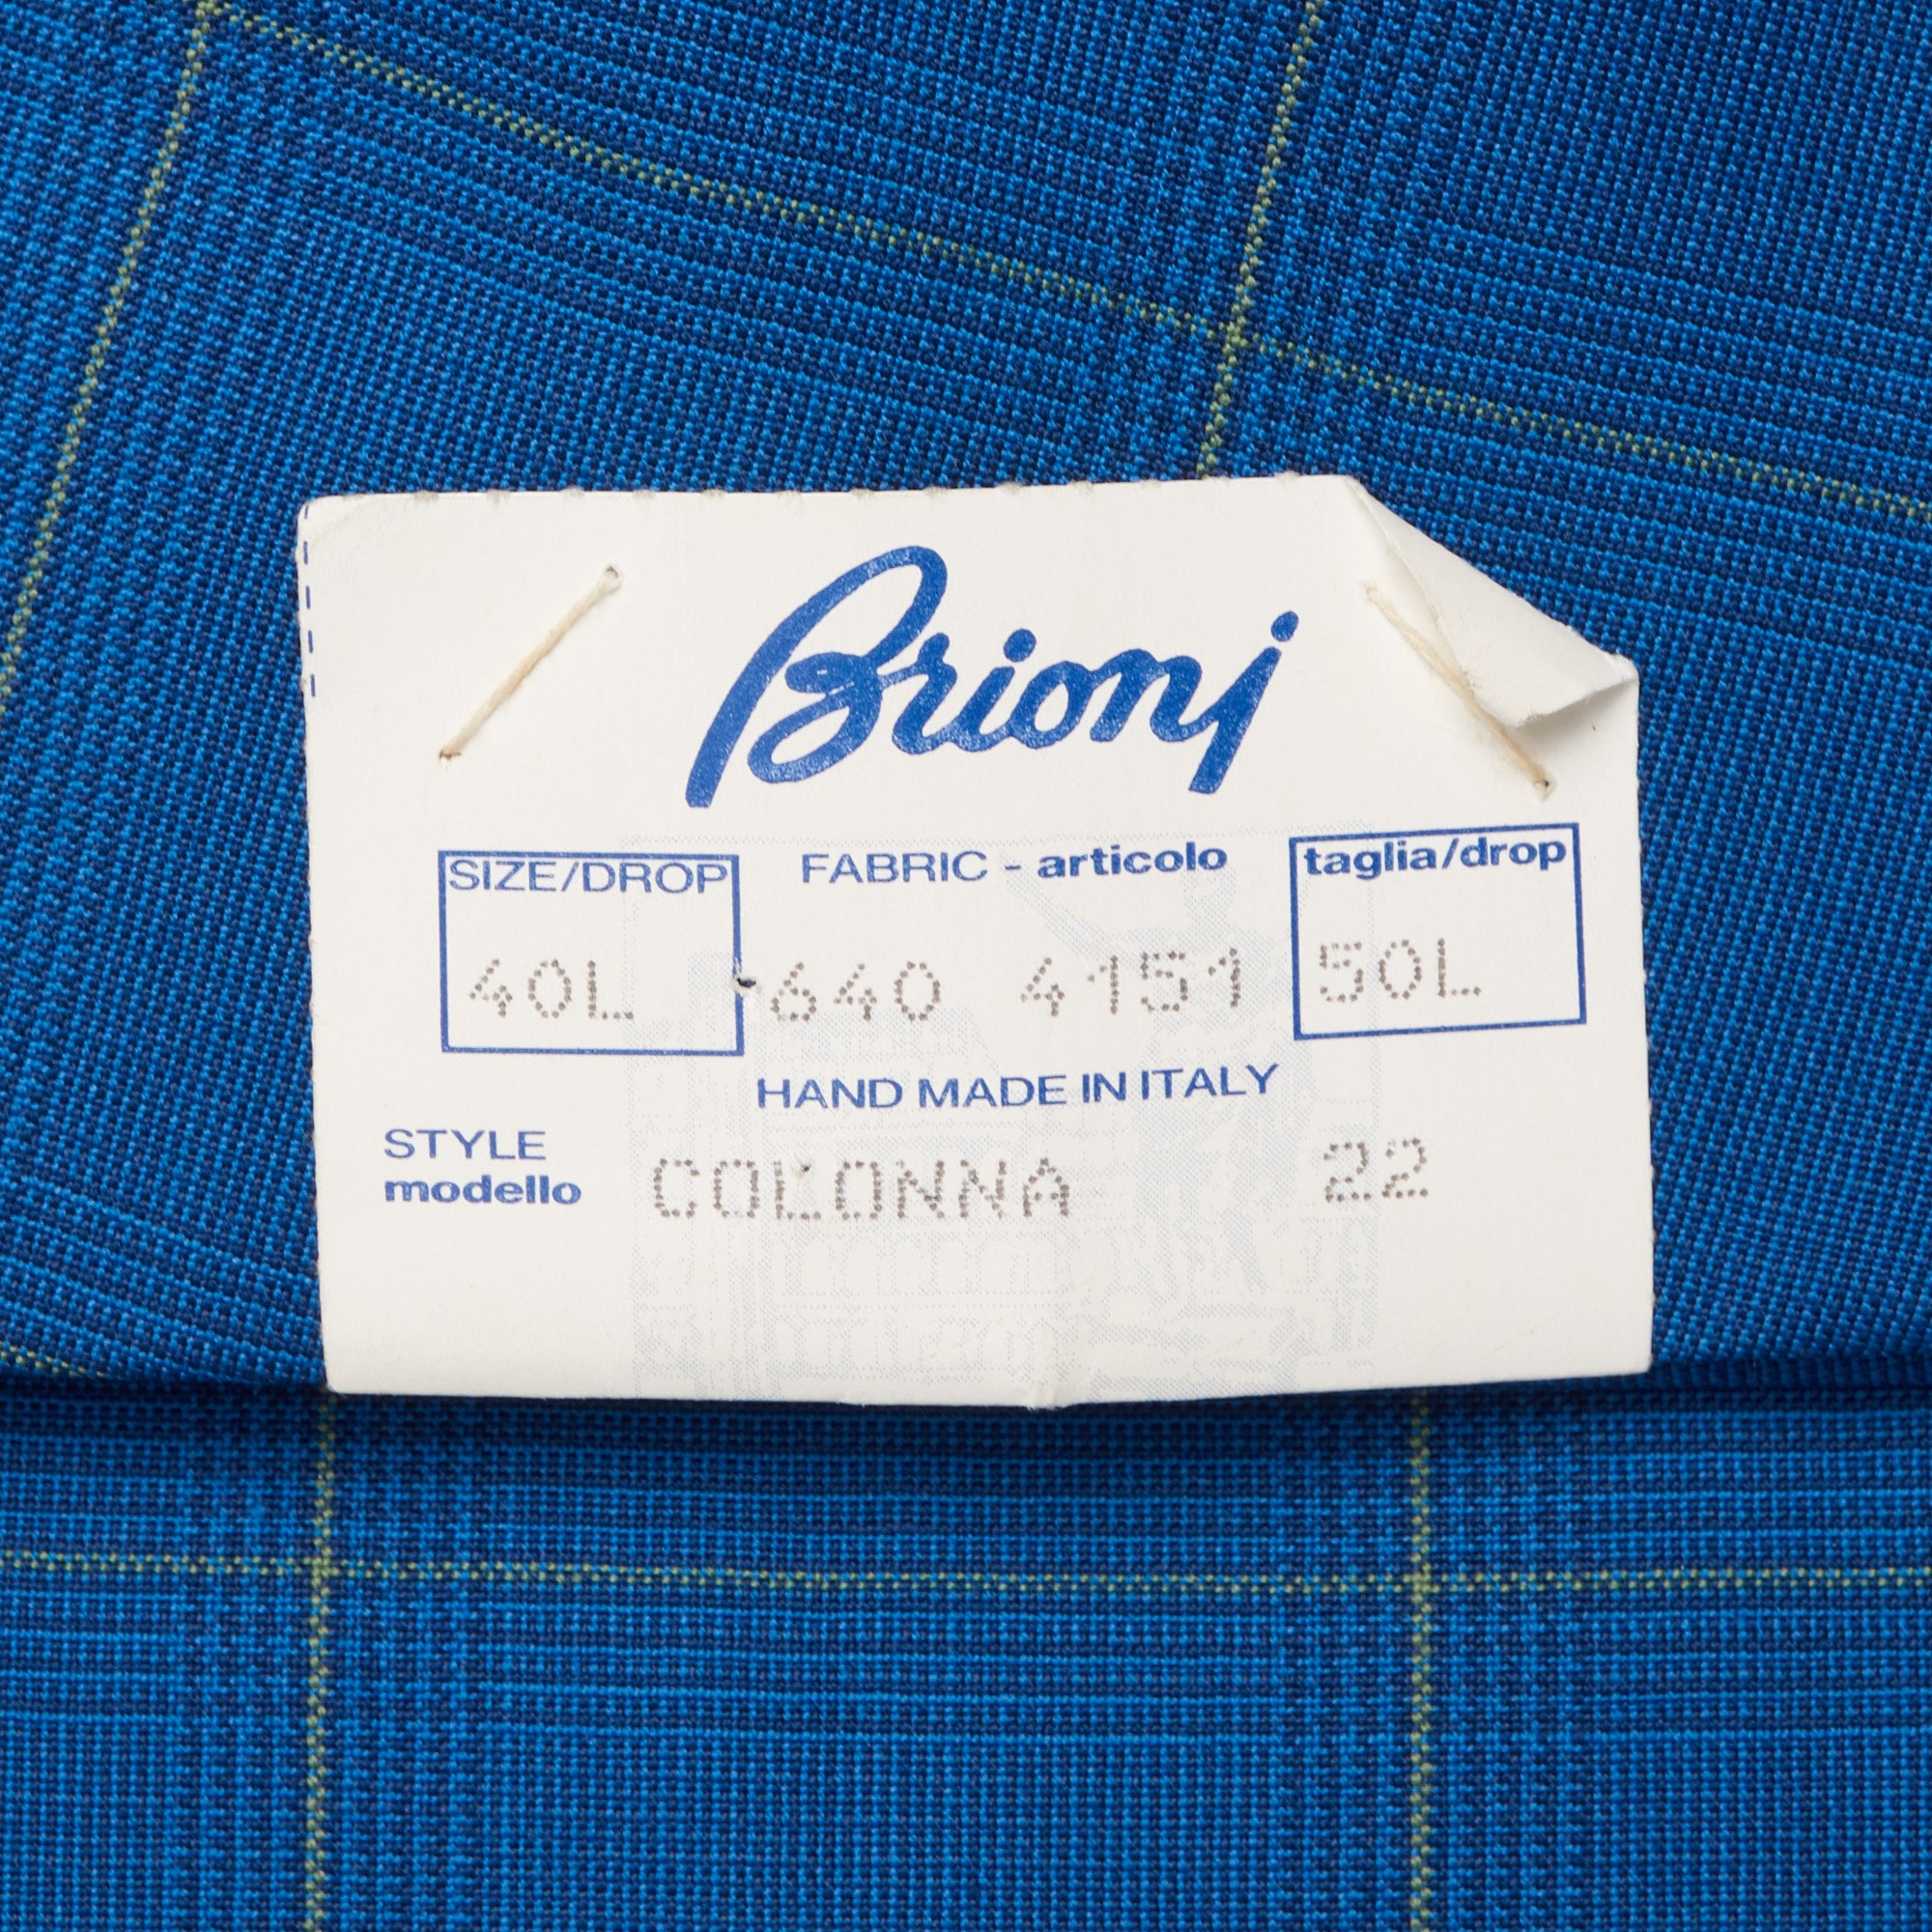 Brioni
SIZE/DROP FABRIC - articolo taglia/drop
40L 640 4151 50L
HAND MADE IN ITALY
STYLE
modello COLONNA 22